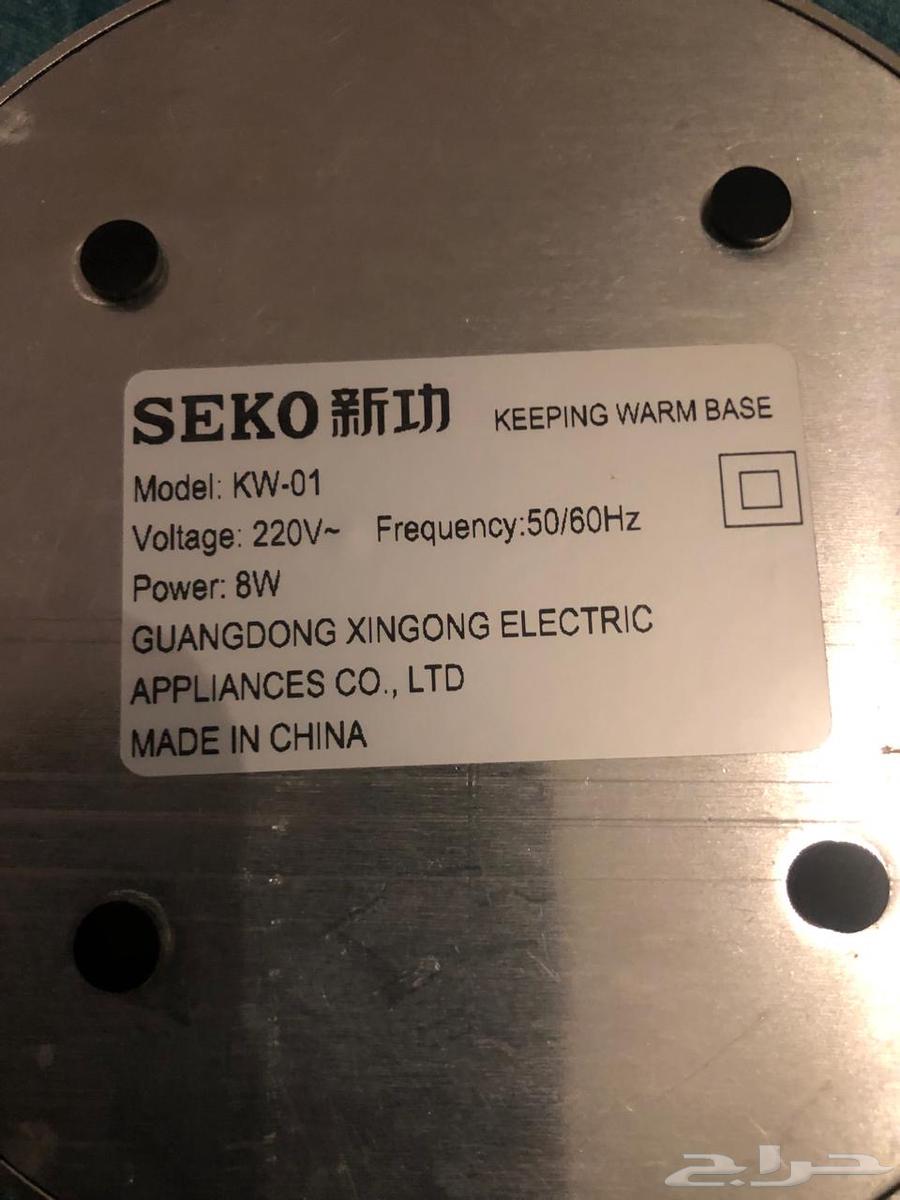 SEKO 新功 KEEPING WARM BASE
Model: KW-01
Voltage: 220V~ Frequency:50/60Hz
Power: 8W
GUANGDONG XINGONG ELECTRIC
APPLIANCES CO., LTD
MADE IN CHINA
حراج